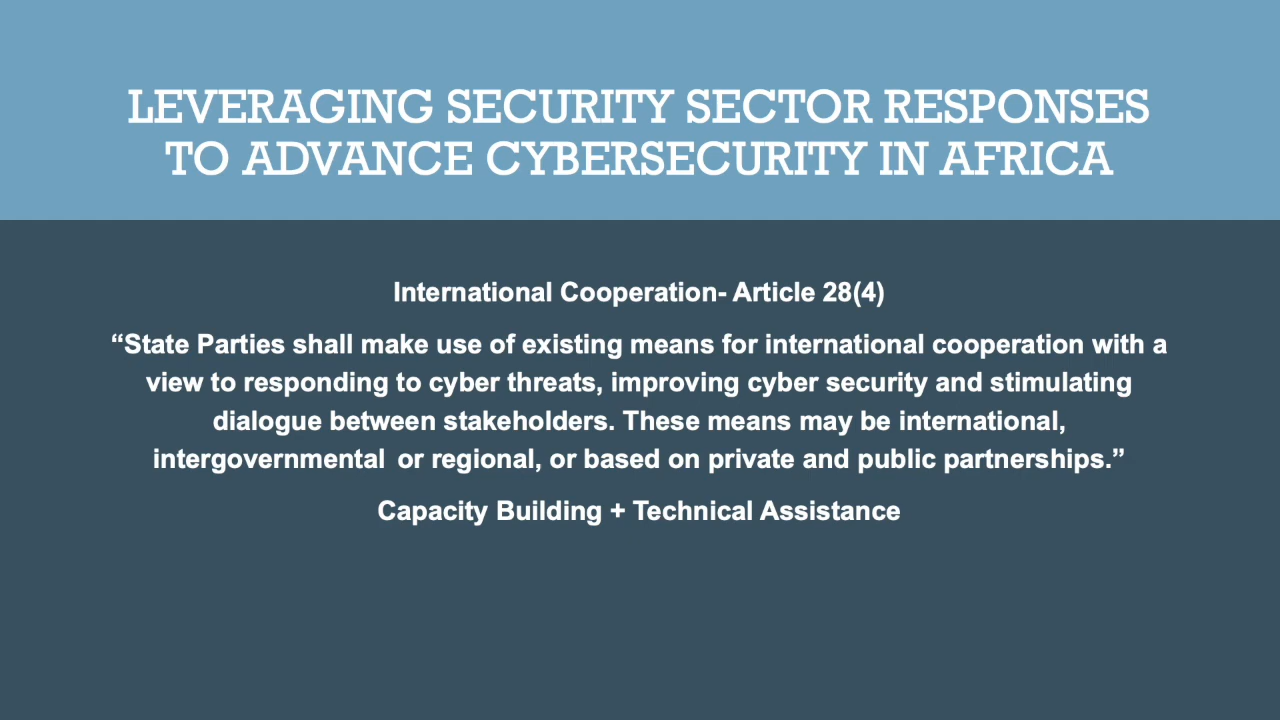 LEVERAGING SECURITY SECTOR RESPONSES
TO ADVANCE CYBERSECURITY IN AFRICA
International Cooperation- Article 28(4)
“State Parties shall make use of existing means for international cooperation with a
view to responding to cyber threats, improving cyber security and stimulating
dialogue between stakeholders. These means may be international,
intergovernmental or regional, or based on private and public partnerships.”
Capacity Building + Technical Assistance